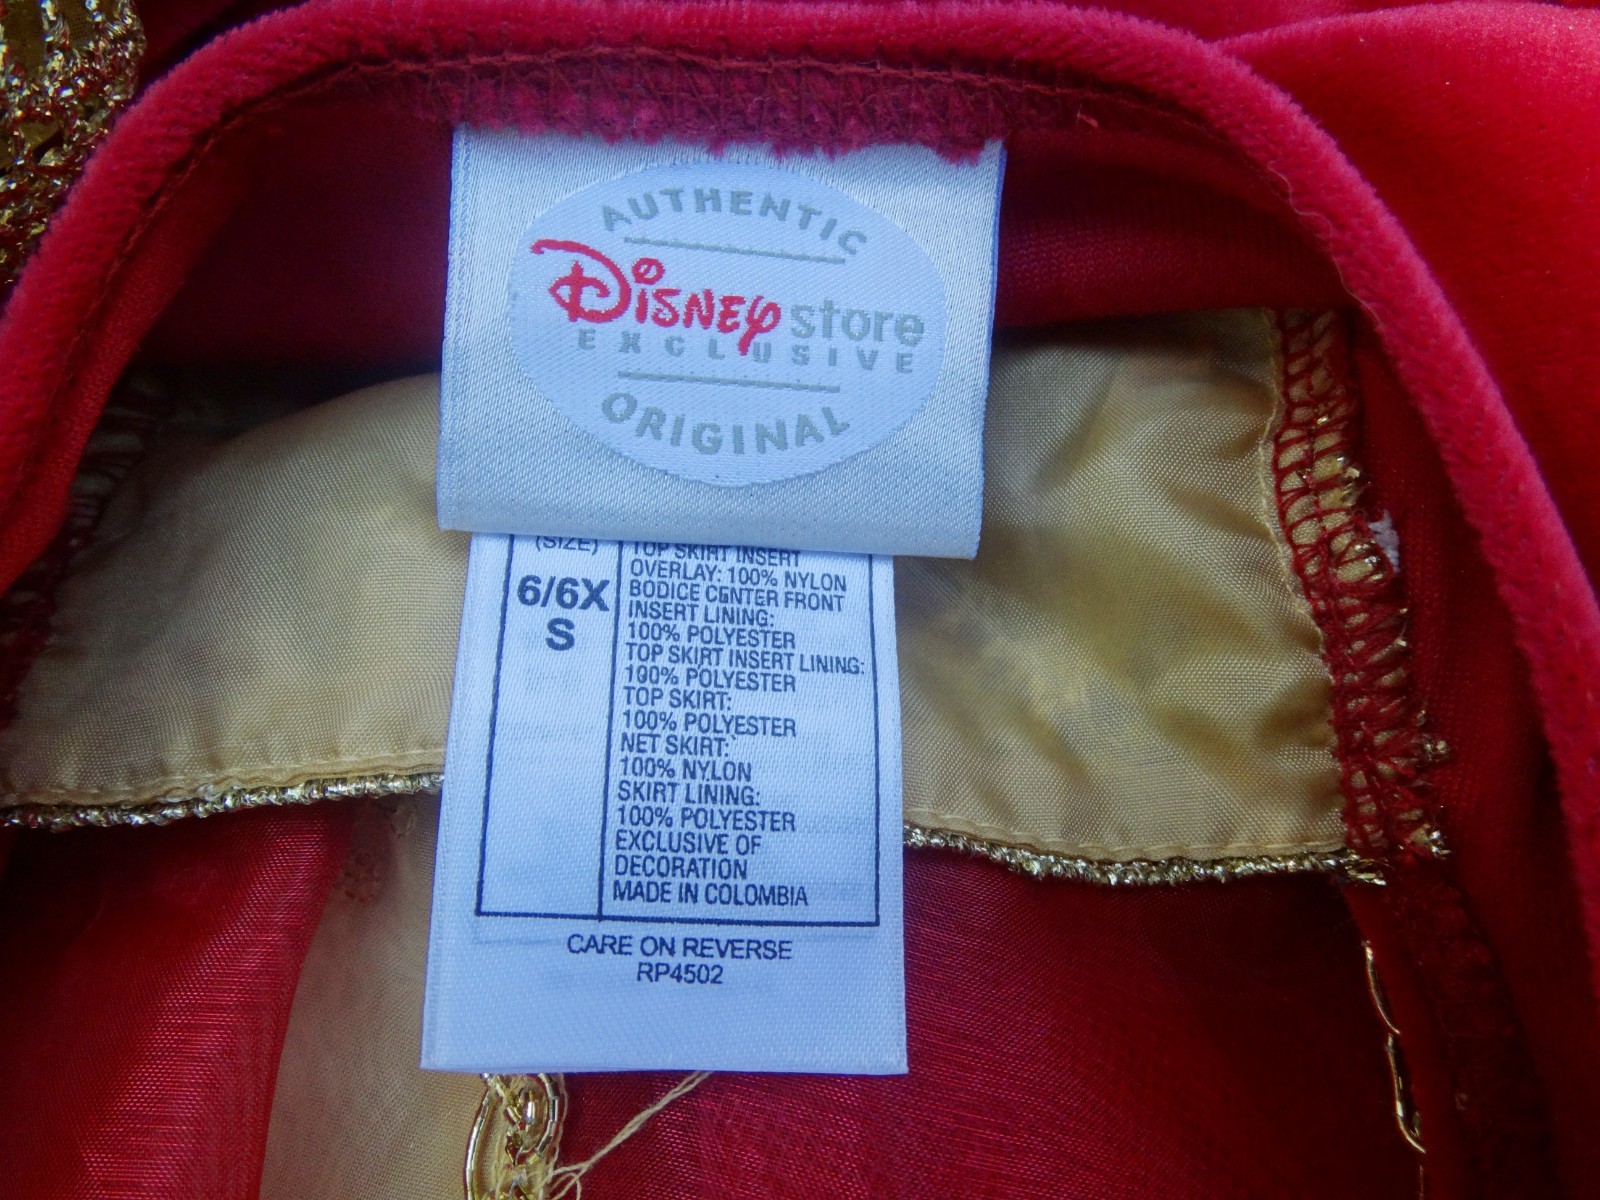 AUTHENTIC
Disney store
EXCLUSIVE
ORIGINAL
(SIZE)
6/6X
S
TOP SKIRT INSERT
OVERLAY: 100% NYLON
BODICE CENTER FRONT
INSERT LINING:
100% POLYESTER
TOP SKIRT INSERT LINING:
100% POLYESTER
TOP SKIRT:
100% POLYESTER
NET SKIRT:
100% NYLON
SKIRT LINING:
100% POLYESTER
EXCLUSIVE OF
DECORATION
MADE IN COLOMBIA
CARE ON REVERSE
RP4502